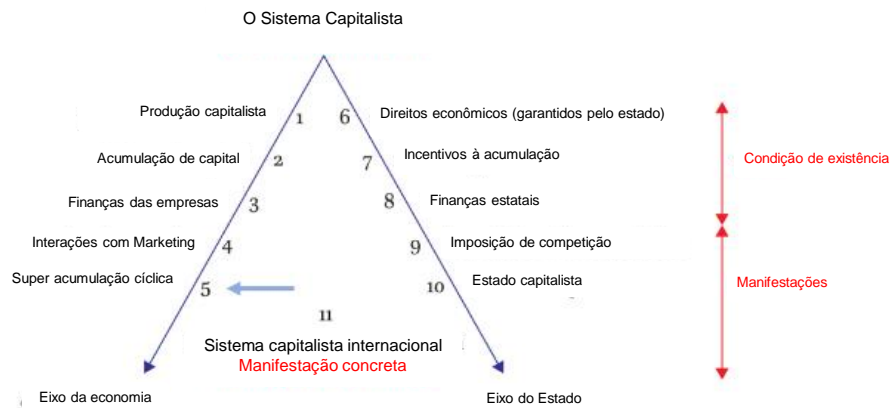 O Sistema Capitalista
Produção capitalista
1
6
Direitos econômicos (garantidos pelo estado)
Acumulação de capital
2
7
Incentivos à acumulação
Condição de existência
Finanças das empresas
3
8
Finanças estatais
Interações com Marketing
4
9
Imposição de competição
Super acumulação cíclica
5
10
Estado capitalista
Manifestações
11
Sistema capitalista internacional
Manifestação concreta
Eixo da economia
Eixo do Estado